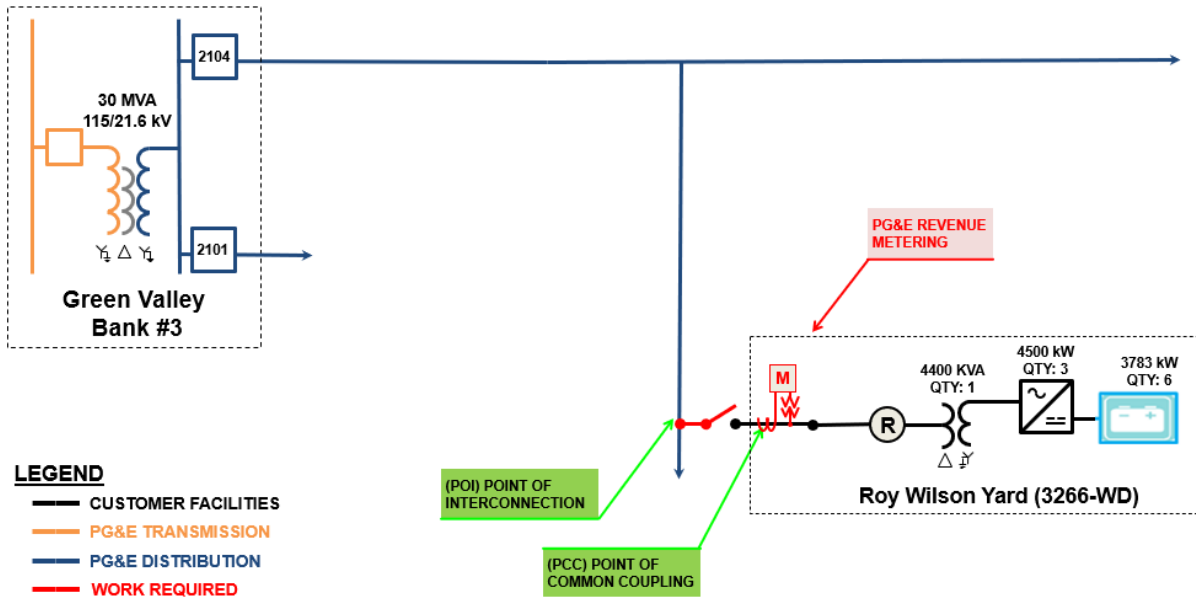 2104
30 MVA
115/21.6 kV
2101
Green Valley
Bank #3
PG&E REVENUE
METERING
M
4400 KVA
QTY: 1
4500 kW
QTY: 3
3783 kW
QTY: 6
R
Roy Wilson Yard (3266-WD)
(POI) POINT OF
INTERCONNECTION
(PCC) POINT OF
COMMON COUPLING
LEGEND
CUSTOMER FACILITIES
PG&E TRANSMISSION
PG&E DISTRIBUTION
WORK REQUIRED